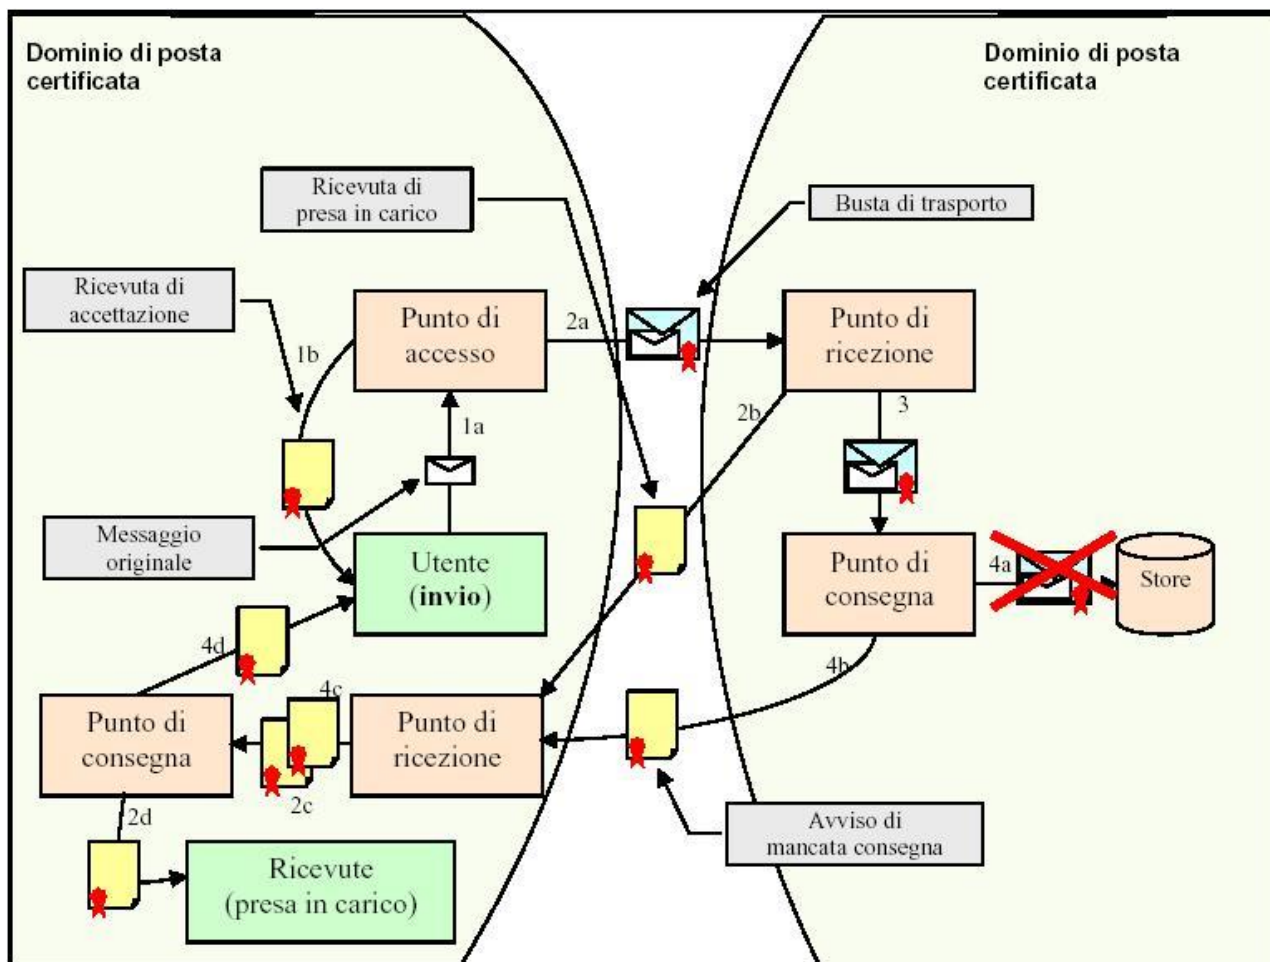 Dominio di posta
certificata
Dominio di posta
certificata
Ricevuta di
presa in carico
Busta di trasporto
Ricevuta di
accettazione
1b
Punto di
accesso
2a
Punto di
ricezione
1a
2b
3
Messaggio
originale
Utente
(invio)
Punto di
consegna
4a
Store
4d
4b
4c
Punto di
consegna
Punto di
ricezione
2c
2d
Avviso di
mancata consegna
Ricevute
(presa in carico)